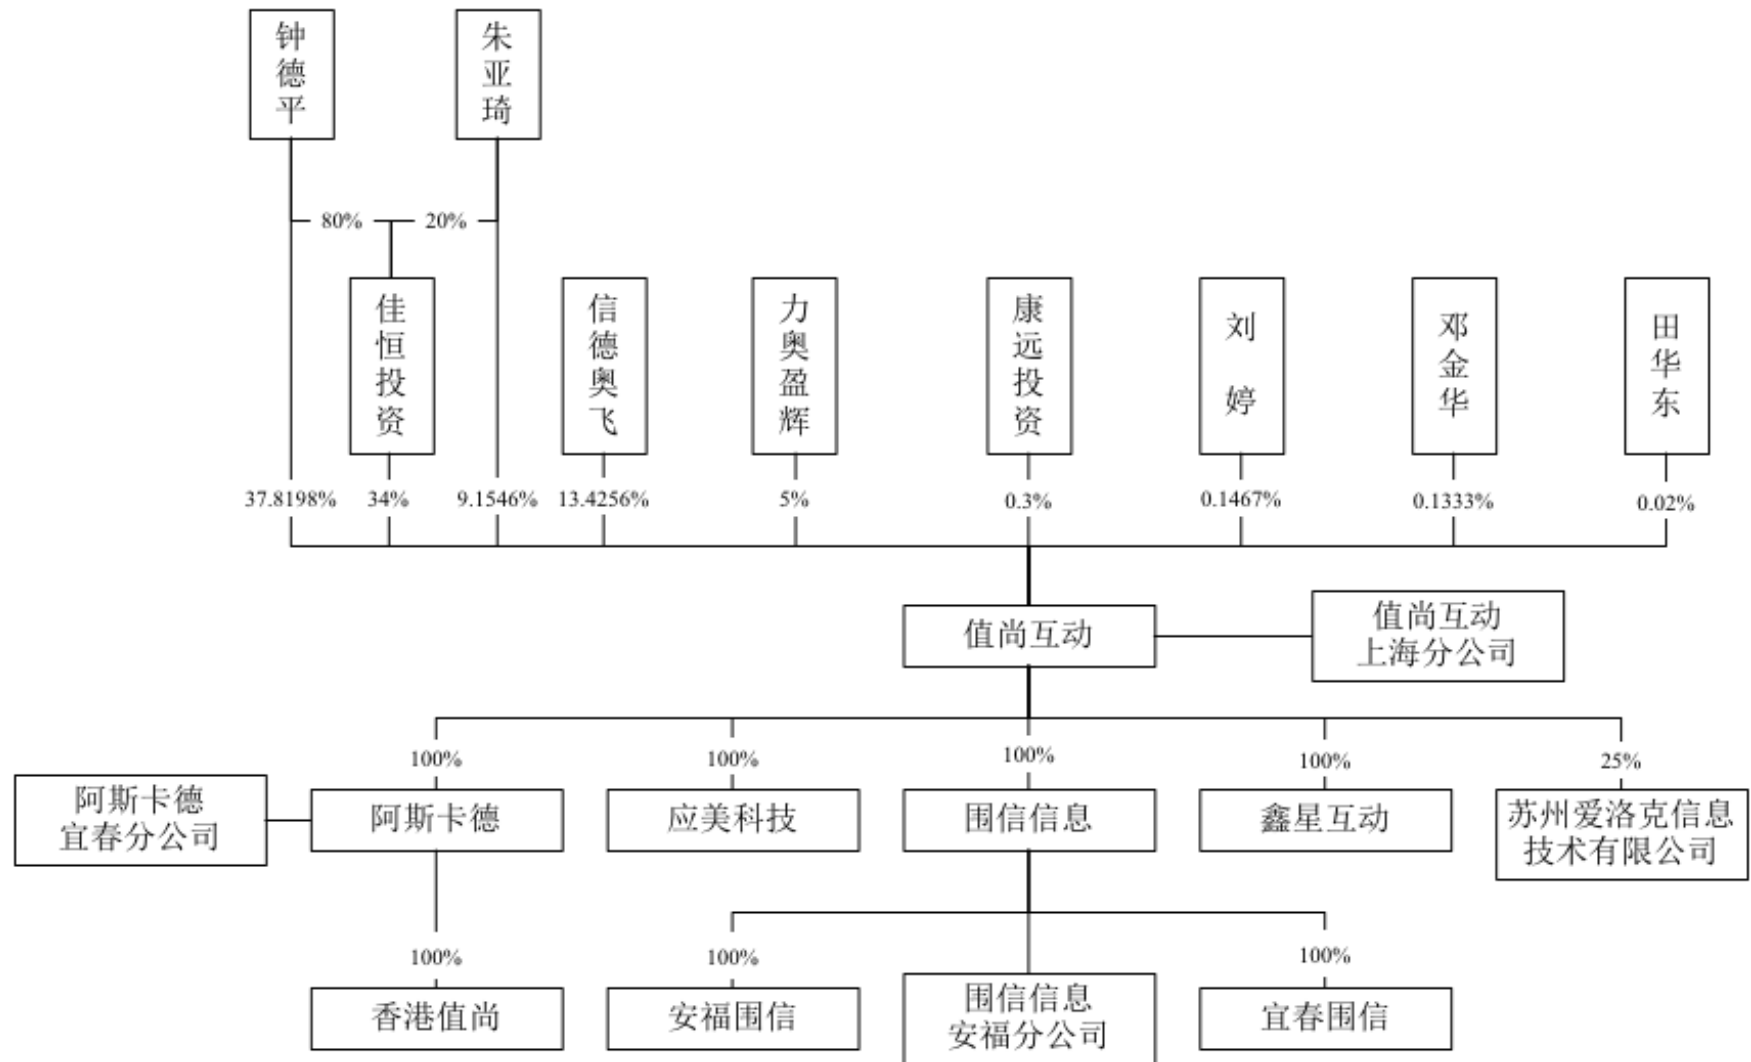 钟德平
朱亚琦
80%
20%
佳恒投资
信德奥飞
力奥盈辉
康远投资
刘婷
邓金华
田华东
37.8198%
34%
9.1546%
13.4256%
5%
0.3%
0.1467%
0.1333%
0.02%
值尚互动
值尚互动
上海分公司
100%
100%
100%
100%
25%
阿斯卡德
宜春分公司
阿斯卡德
应美科技
围信信息
鑫星互动
苏州爱洛克信息
技术有限公司
100%
100%
100%
香港值尚
安福围信
围信信息
安福分公司
宜春围信